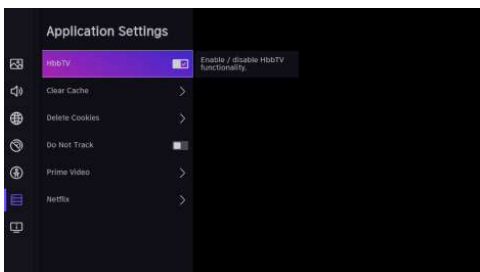 Application Settings
HbbTV
Enable / disable HbbTV
functionality.
Clear Cache
Delete Cookies
Do Not Track
Prime Video
Netflix